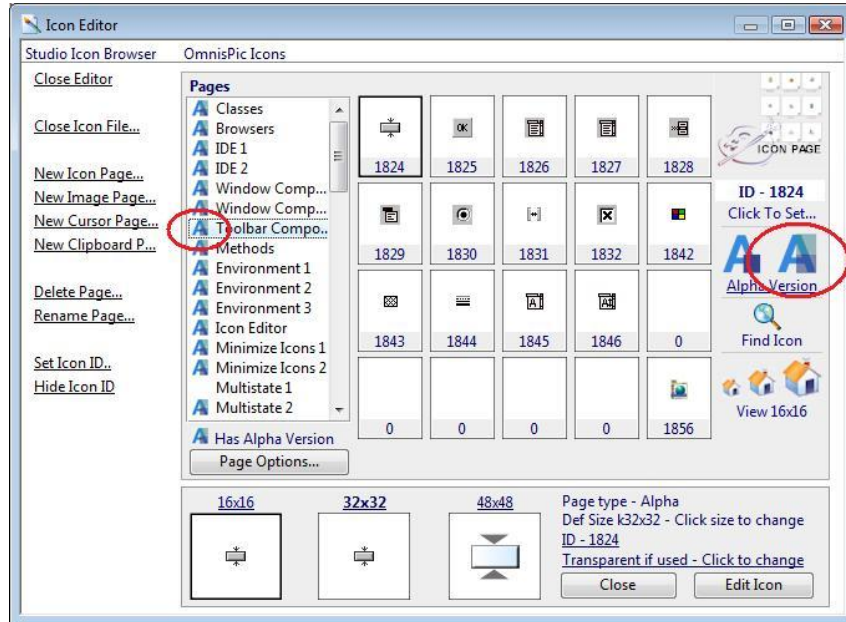 Icon Editor
Studio Icon Browser
OmnisPic Icons
Close Editor
Close Icon File...
New Icon Page...
New Image Page...
New Cursor Page...
New Clipboard P...
Delete Page...
Rename Page...
Set Icon ID..
Hide Icon ID
Pages
Classes
Browsers
IDE 1
IDE 2
Window Comp...
Window Comp...
Toolbar Compo..
Methods
Environment 1
Environment 2
Environment 3
Icon Editor
Minimize Icons 1
Minimize Icons 2
Multistate 1
Multistate 2
Has Alpha Version
Page Options...
OK
1824 1825 1826 1827 1828
1829 1830 1831 1832 1842
1843 1844 1845 1846 0
0 0 0 0 1856
ICON PAGE
ID - 1824
Click To Set...
Alpha Version
Find Icon
View 16x16
16x16 32x32 48x48
Page type - Alpha
Def Size k32x32 - Click size to change
ID - 1824
Transparent if used - Click to change
Close
Edit Icon